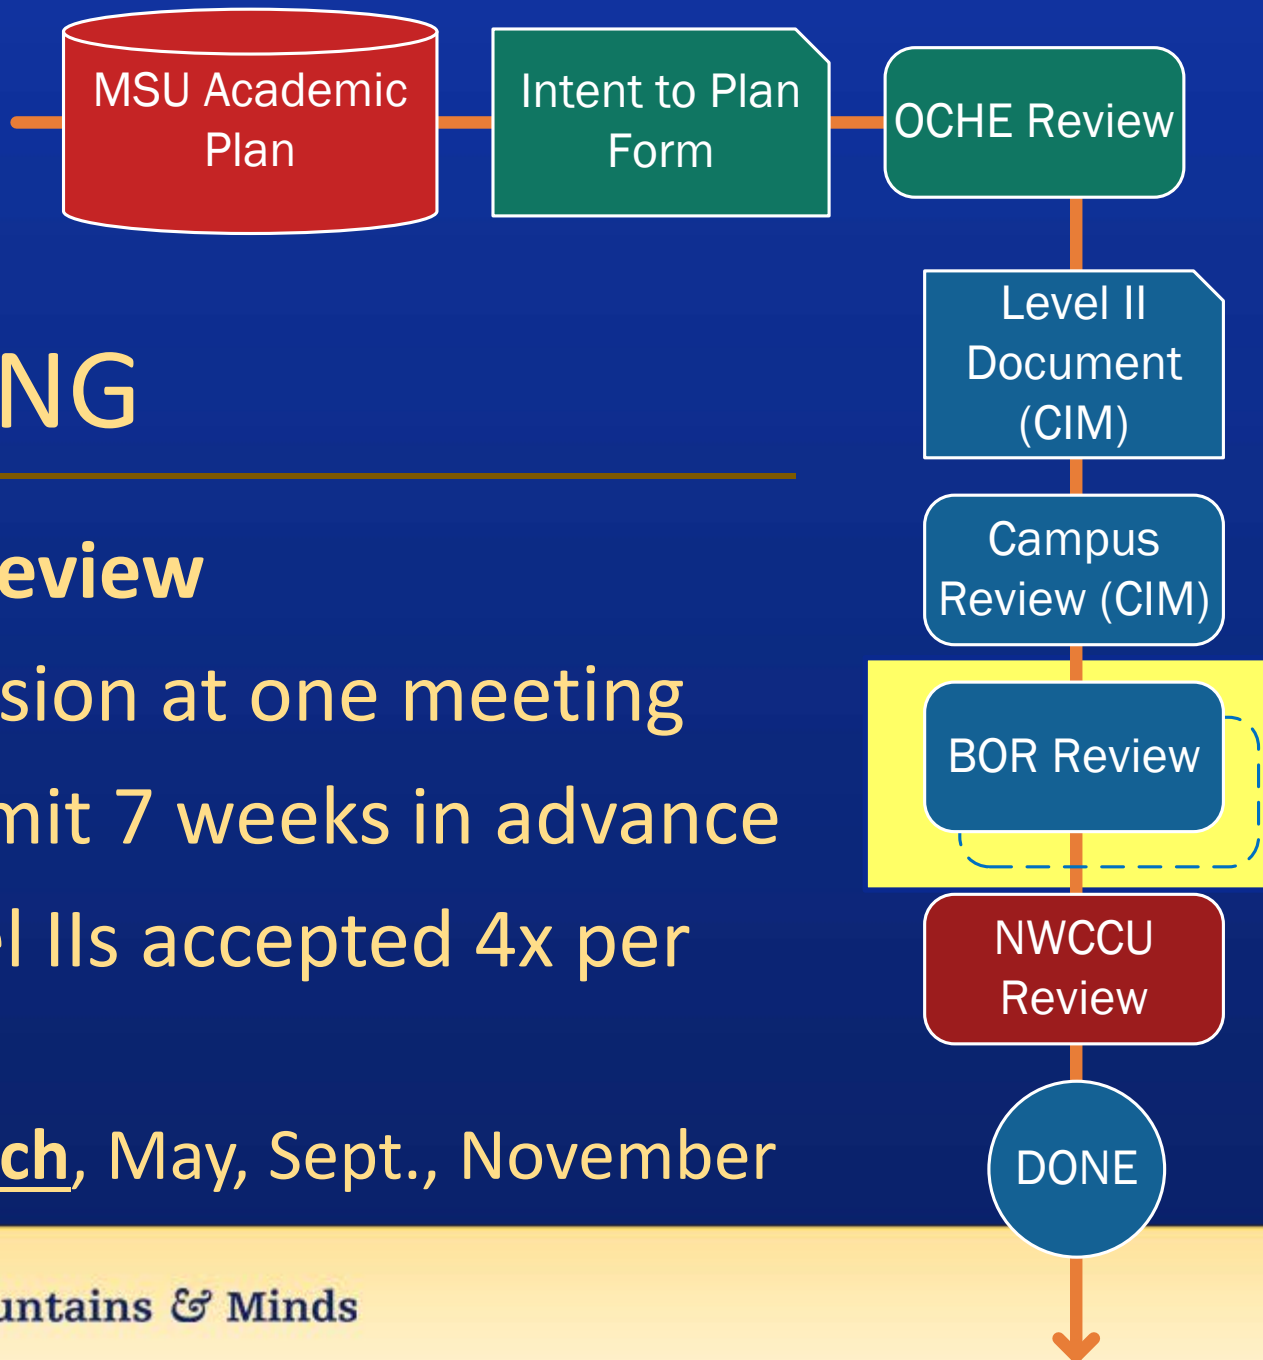 MSU Academic
Plan
Intent to Plan
Form
OCHE Review
Level II
Document
(CIM)
Campus
Review (CIM)
BOR Review
NWCCU
Review
DONE
NG
eview
sion at one meeting
mit 7 weeks in advance
el IIs accepted 4x per
ch, May, Sept., November
untains & Minds